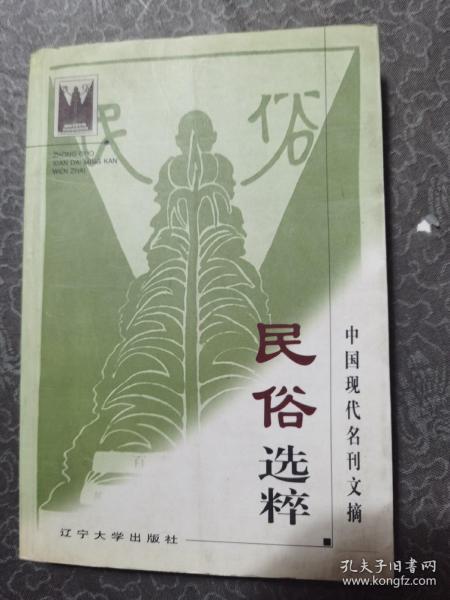 民俗
ZHONG GUO
XIAN DAI MING KAN
WEN ZHAI
民俗选粹
中国现代名刊文摘
百
辽宁大学出版社
孔夫子旧书网
www.kongfz.com